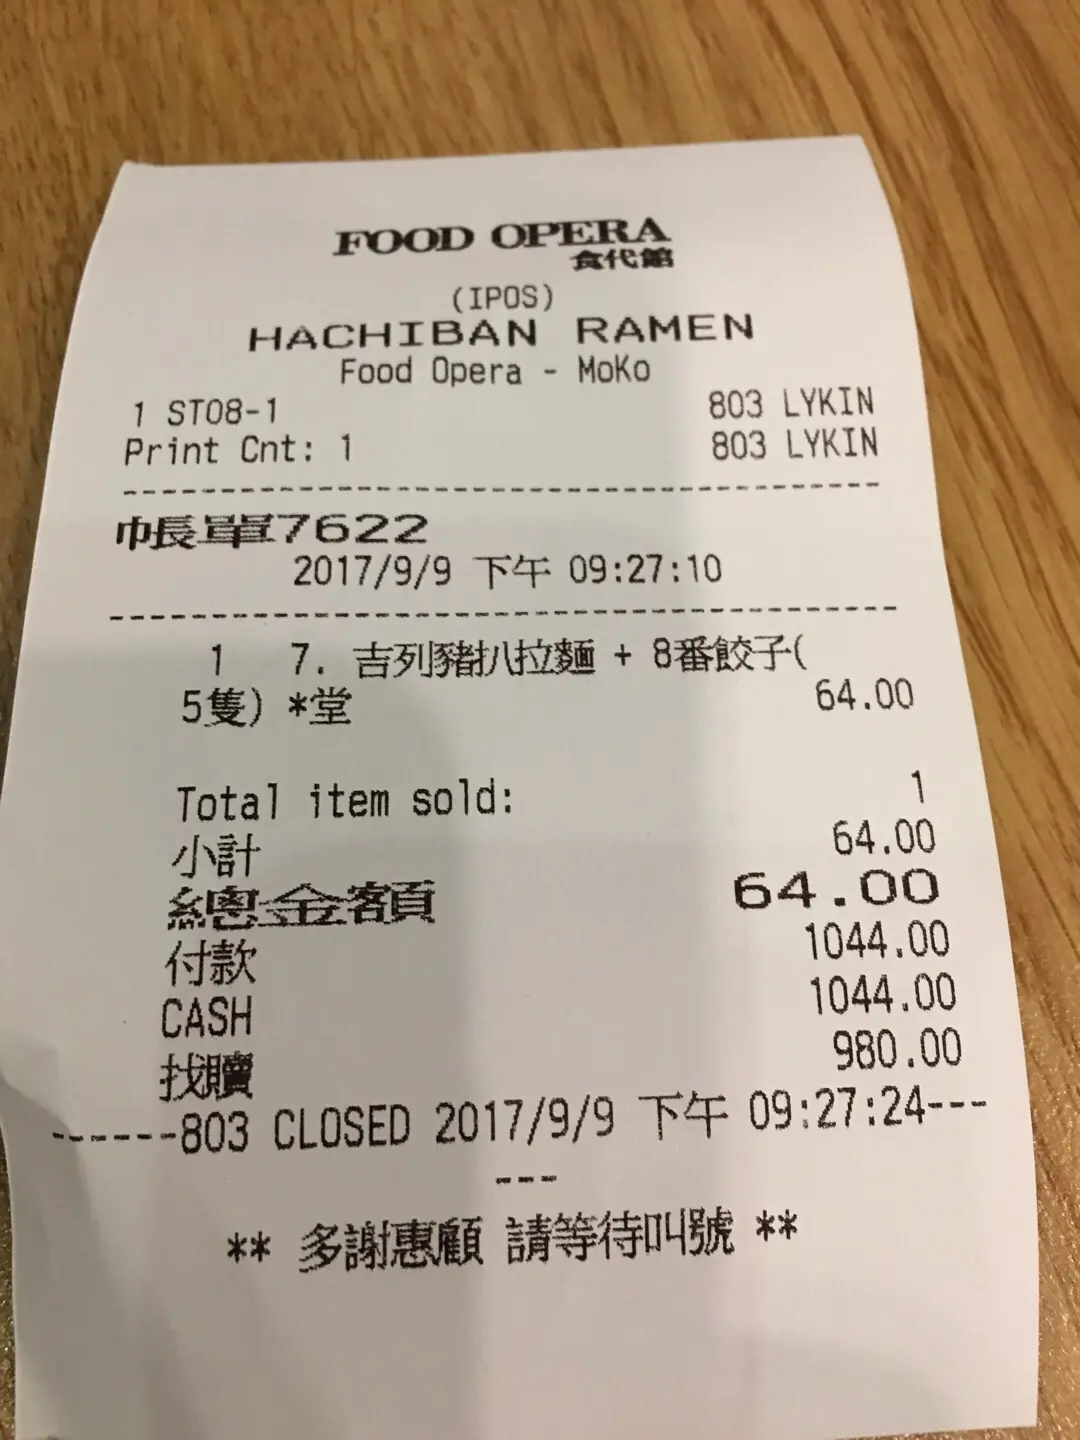 FOOD OPERA
食代館
(IPOS)
HACHIBAN RAMEN
Food Opera - MoKo
1 ST08-1 803 LYKIN
Print Cnt: 1 803 LYKIN
帳單7622
2017/9/9 下午 09:27:10
1 7. 吉列豬扒拉麵 + 8番餃子(
5隻) *堂 64.00
Total item sold: 1
小計 64.00
總金額 64.00
付款 1044.00
CASH 1044.00
找贖 980.00
------803 CLOSED 2017/9/9 下午 09:27:24---
---
** 多謝惠顧 請等待叫號 **